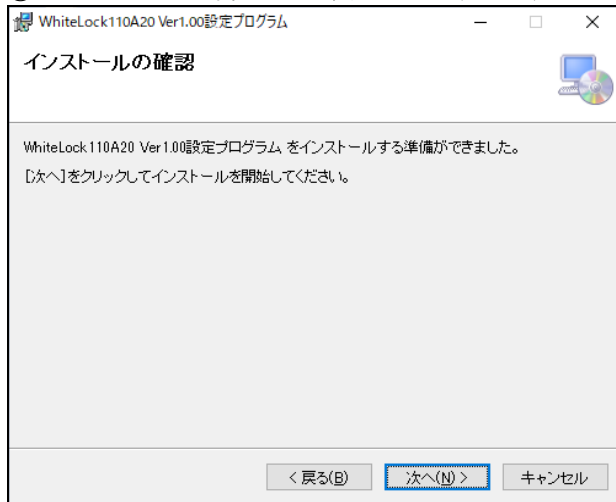 WhiteLock110A20 Ver1.00設定プログラム
インストールの確認
WhiteLock110A20 Ver1.00設定プログラム をインストールする準備ができました。
[次へ]をクリックしてインストールを開始してください。
< 戻る(B)
次へ(N) >
キャンセル